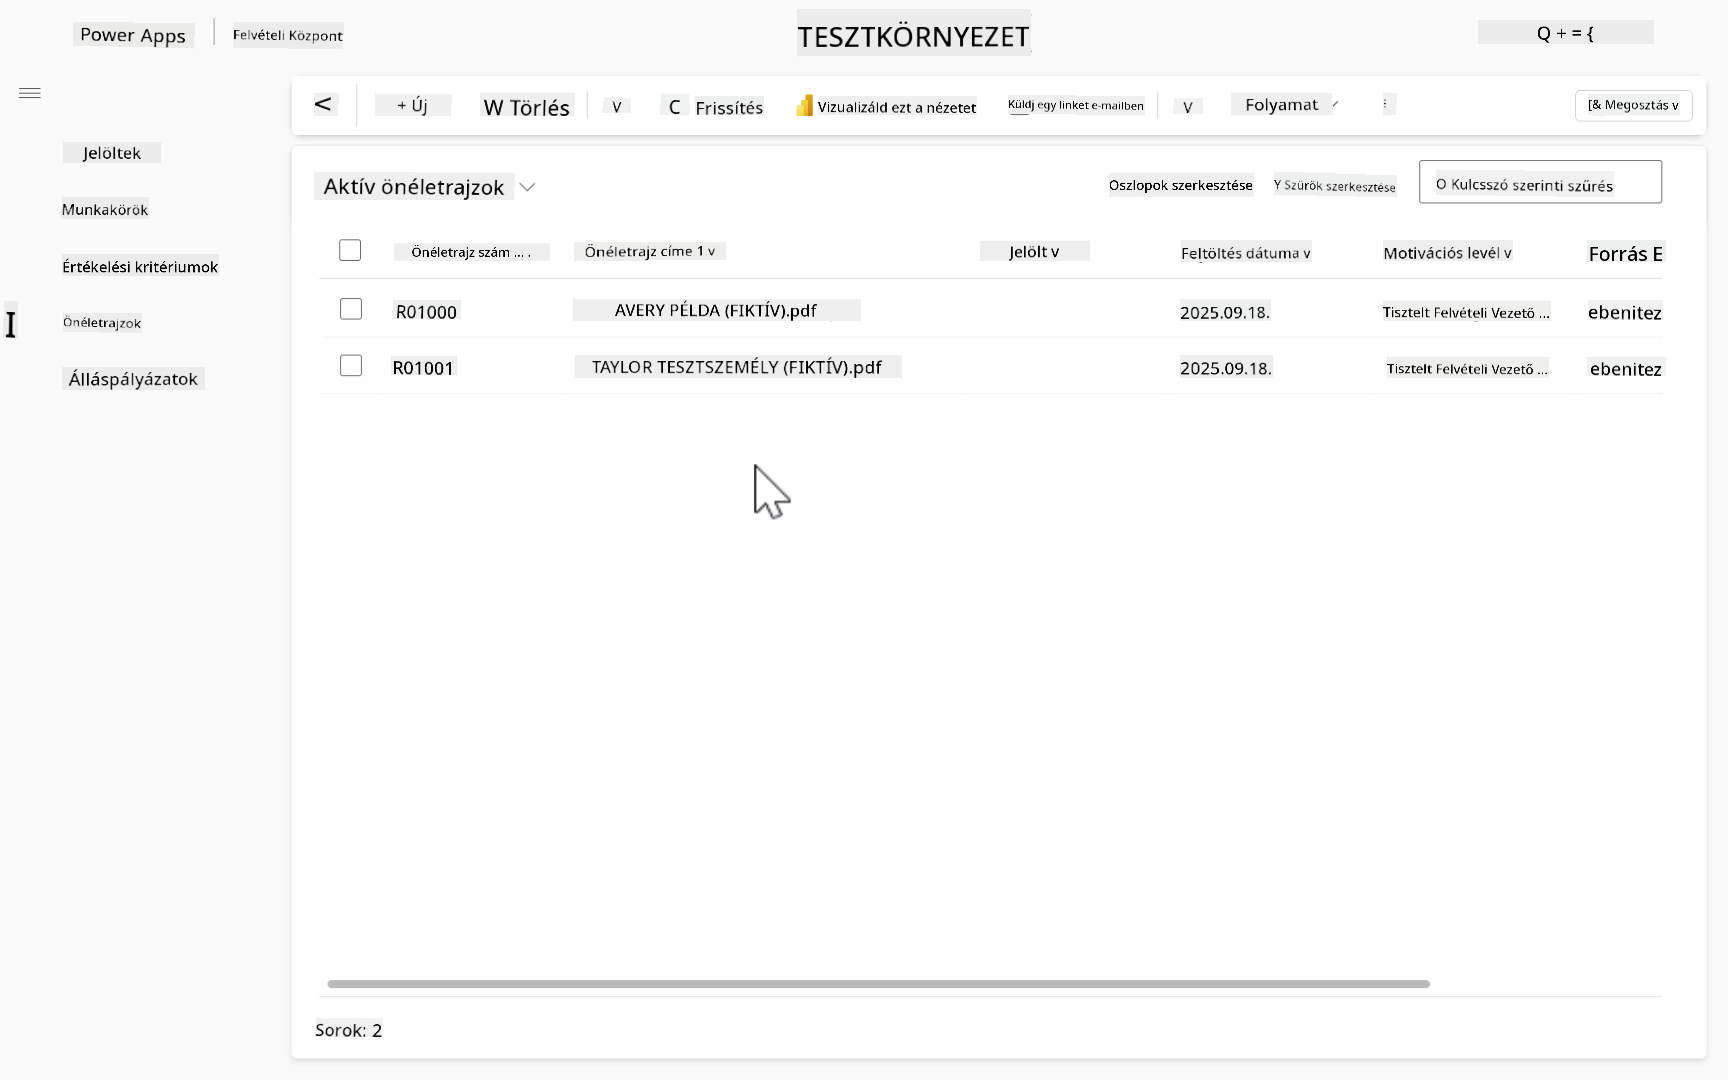 Power Apps | Felvételi Központ
TESZTKÖRNYEZET
Q + = {
< + Új W Törlés v C Frissítés Vizualizáld ezt a nézetet Küldj egy linket e-mailben v Folyamat [& Megosztás v
Jelöltek
Munkakörök
Értékelési kritériumok
I Önéletrajzok
Álláspályázatok
Aktív önéletrajzok
Oszlopok szerkesztése Y Szűrők szerkesztése O Kulcsszó szerinti szűrés
Önéletrajz szám ... . Önéletrajz címe 1 v Jelölt v Feltöltés dátuma v Motivációs levél v Forrás E
R01000 AVERY PÉLDA (FIKTÍV).pdf 2025.09.18. Tisztelt Felvételi Vezető ... ebenitez
R01001 TAYLOR TESZTSZEMÉLY (FIKTÍV).pdf 2025.09.18. Tisztelt Felvételi Vezető ... ebenitez
Sorok: 2